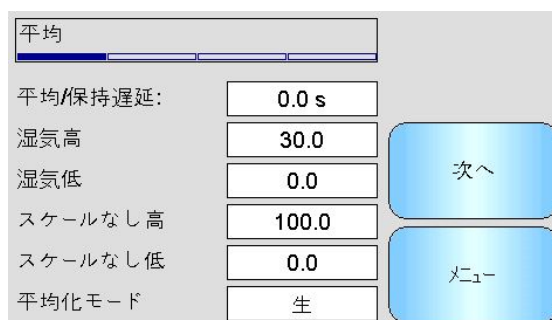 平均
平均/保持遅延: 0.0 s
湿気高 30.0
湿気低 0.0
スケールなし高 100.0
スケールなし低 0.0
平均化モード 生
次へ
メニュー